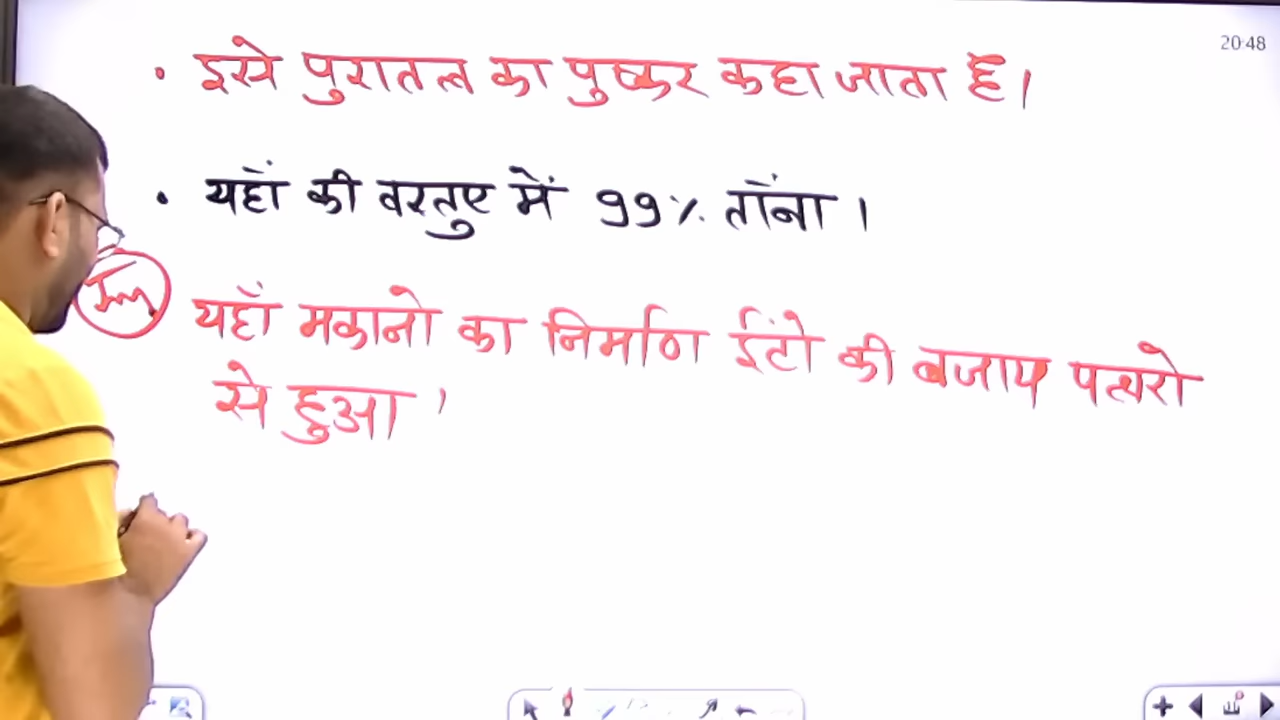 20:48
• इसे पुरातत्व का पुष्कर कहा जाता है।
• यहाँ की वस्तुए में 99% ताँबा ।
Imp यहाँ मकानो का निर्माण ईंटो की बजाय पत्थरो
से हुआ ।